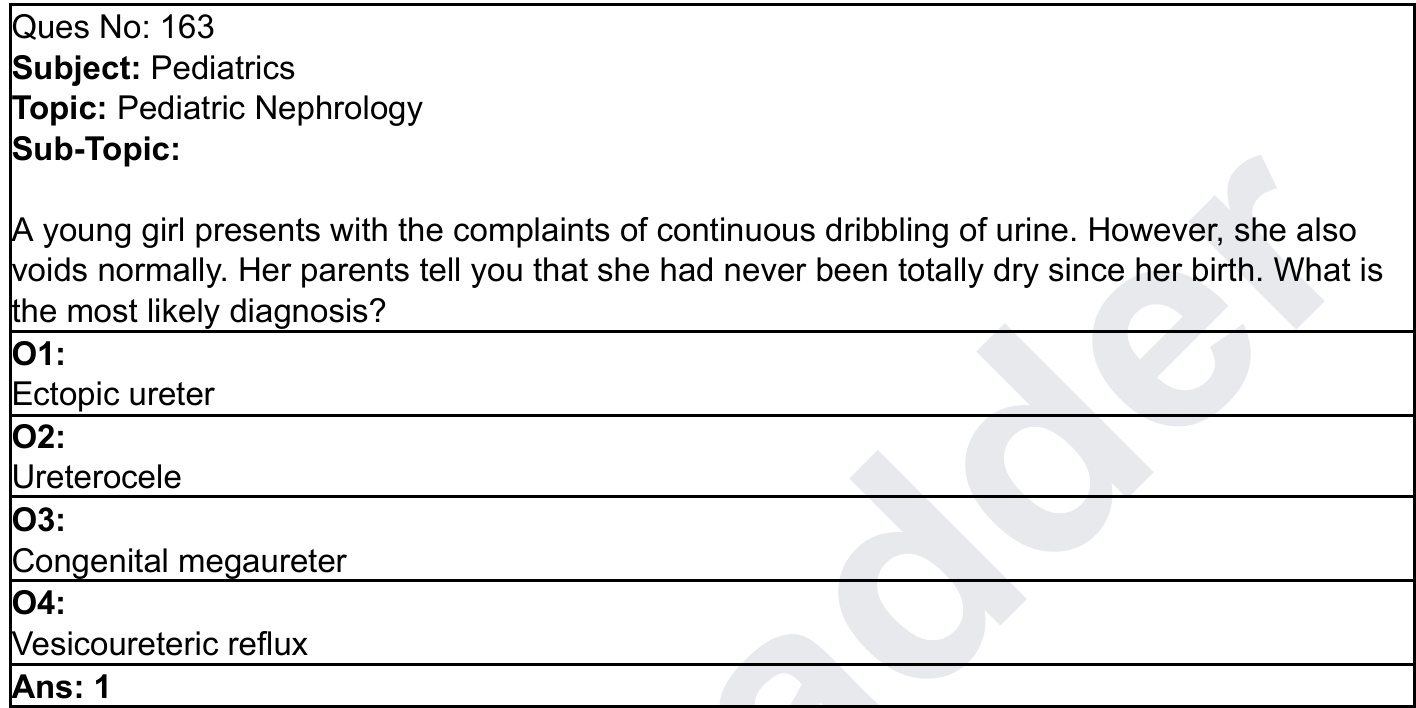 Ques No: 163
Subject: Pediatrics
Topic: Pediatric Nephrology
Sub-Topic:
A young girl presents with the complaints of continuous dribbling of urine. However, she also
voids normally. Her parents tell you that she had never been totally dry since her birth. What is
the most likely diagnosis?
O1:
Ectopic ureter
O2:
Ureterocele
O3:
Congenital megaureter
O4:
Vesicoureteric reflux
Ans: 1
adder